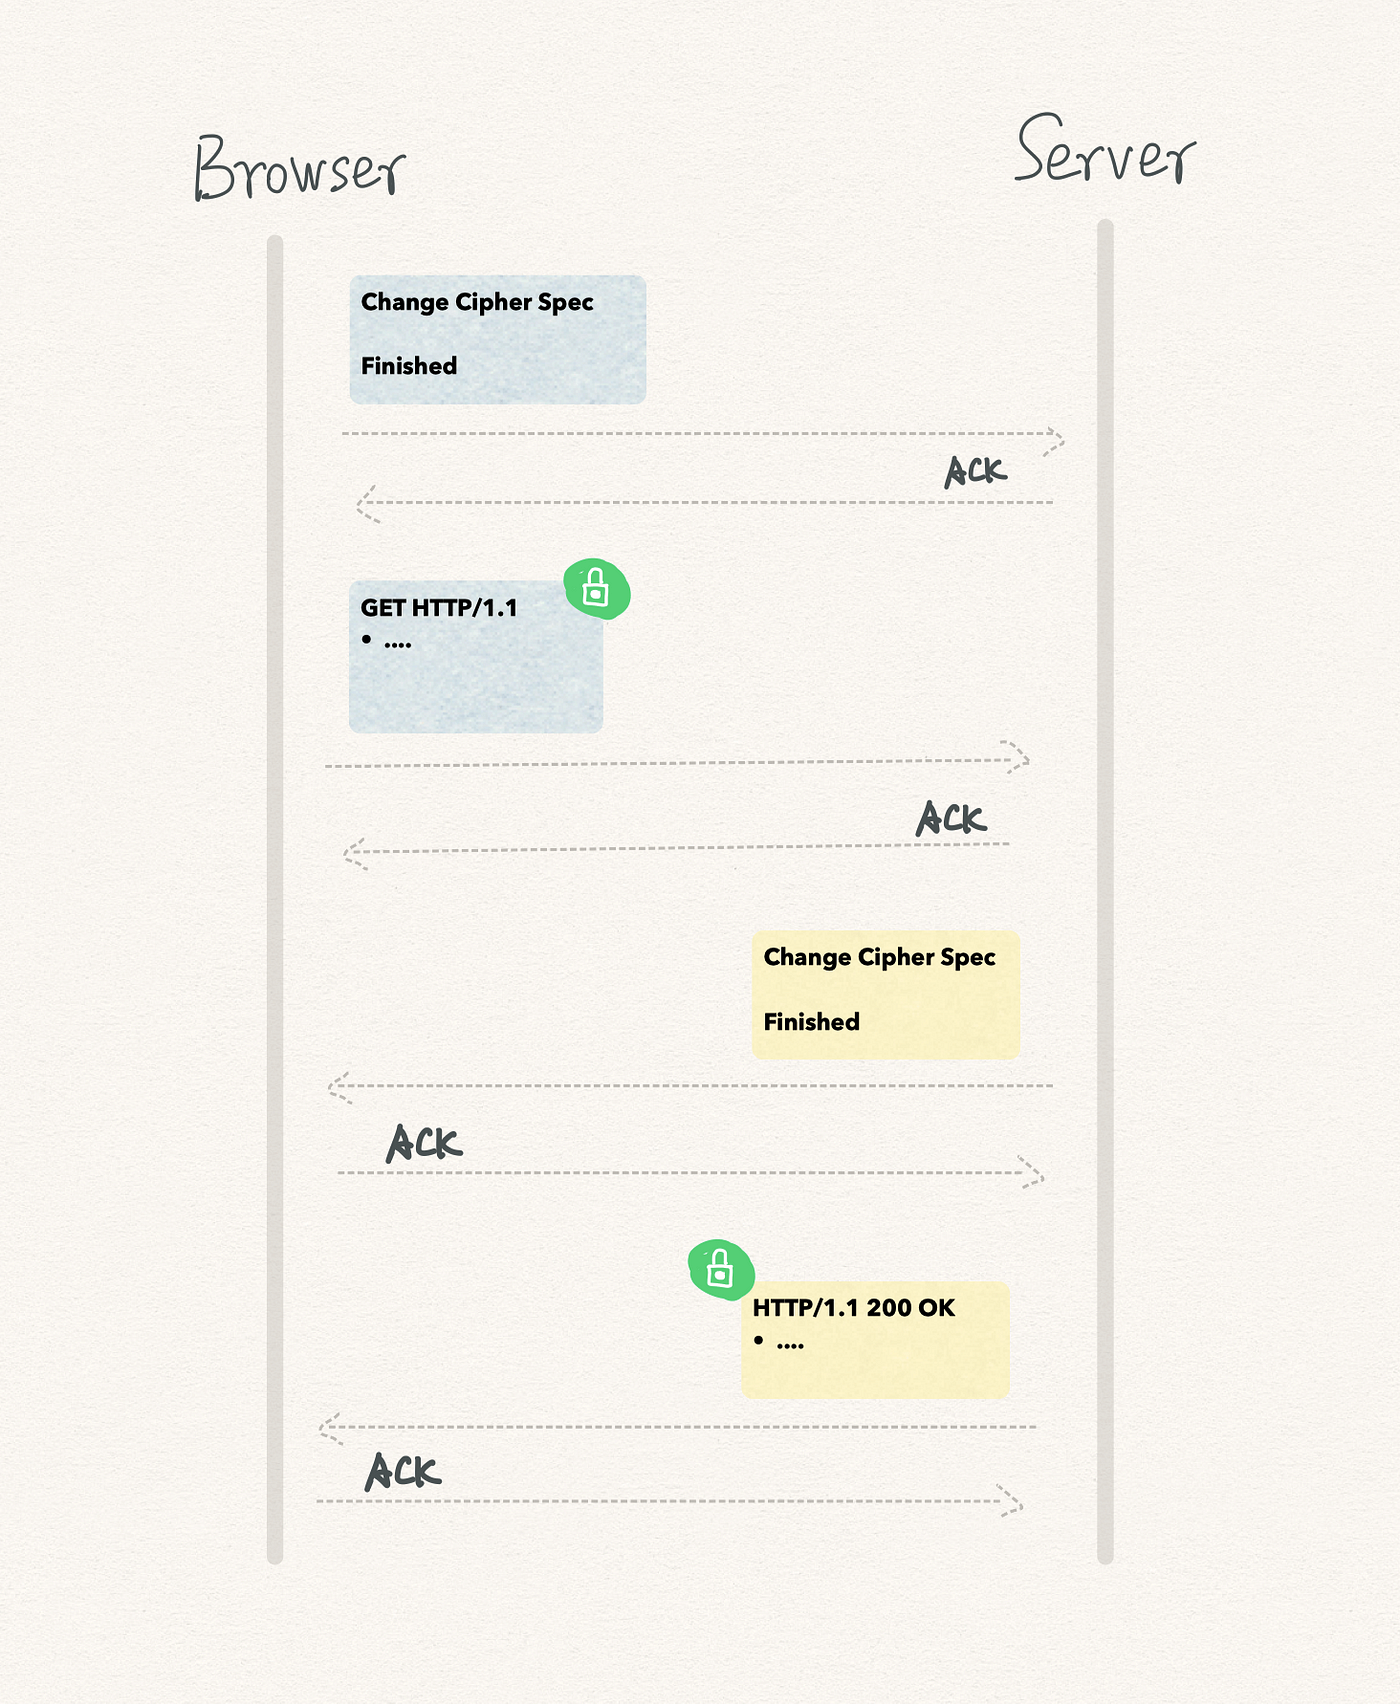 Browser
Server
Change Cipher Spec
Finished
ACK
GET HTTP/1.1
• ....
ACK
Change Cipher Spec
Finished
ACK
HTTP/1.1 200 OK
• ....
ACK